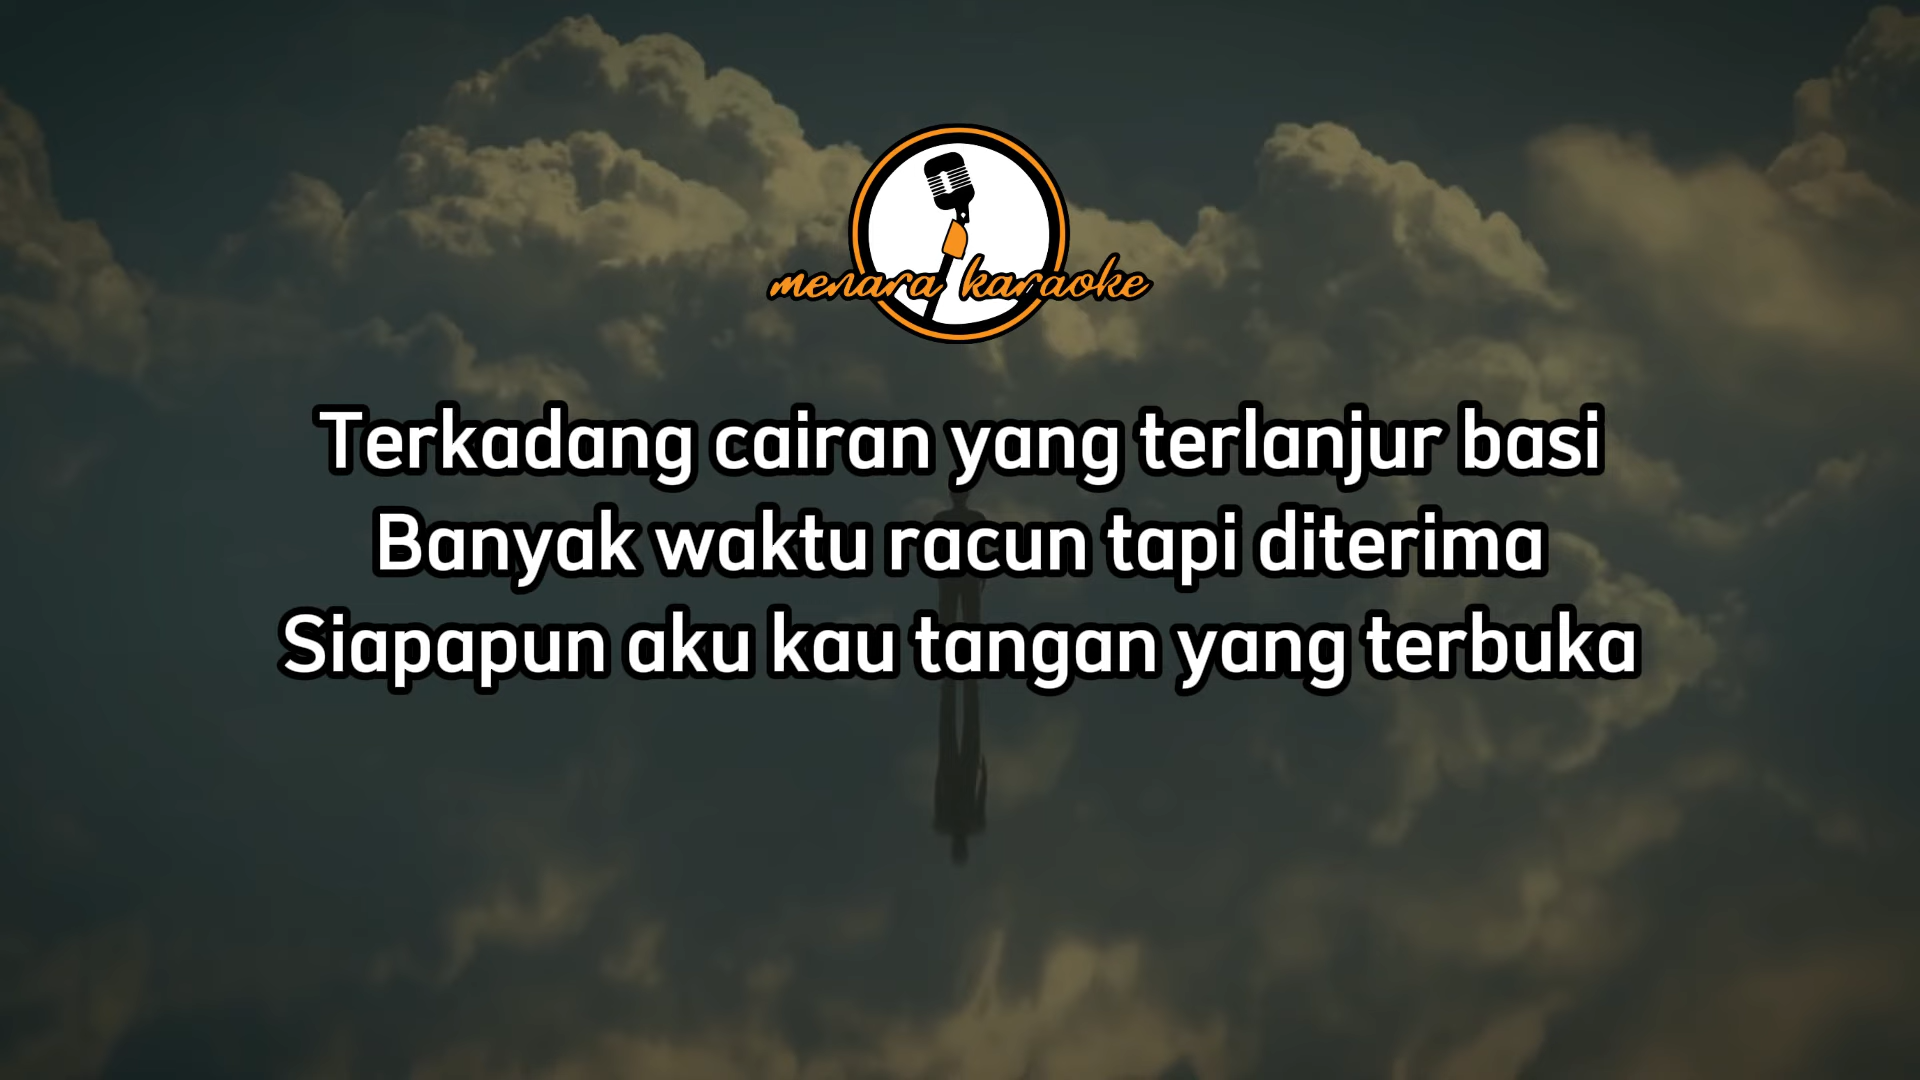 menara karaoke
Terkadang cairan yang terlanjur basi
Banyak waktu racun tapi diterima
Siapapun aku kau tangan yang terbuka